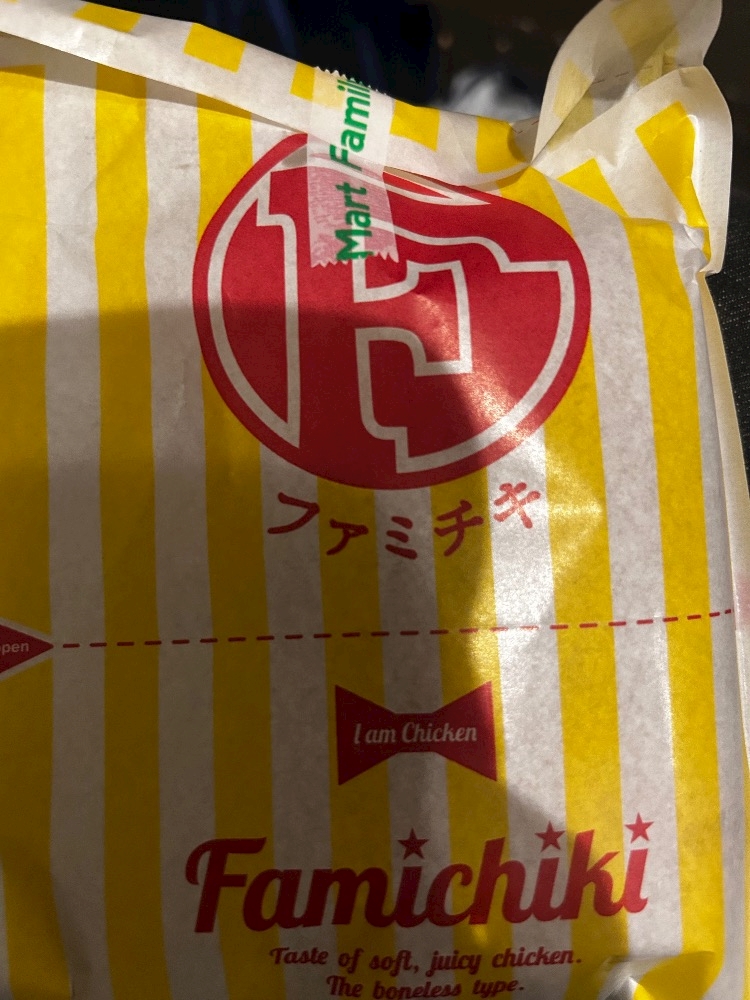 Mart Famil
ファミチキ
pen
I am Chicken
Famichiki
Taste of soft, juicy chicken.
The boneless type.